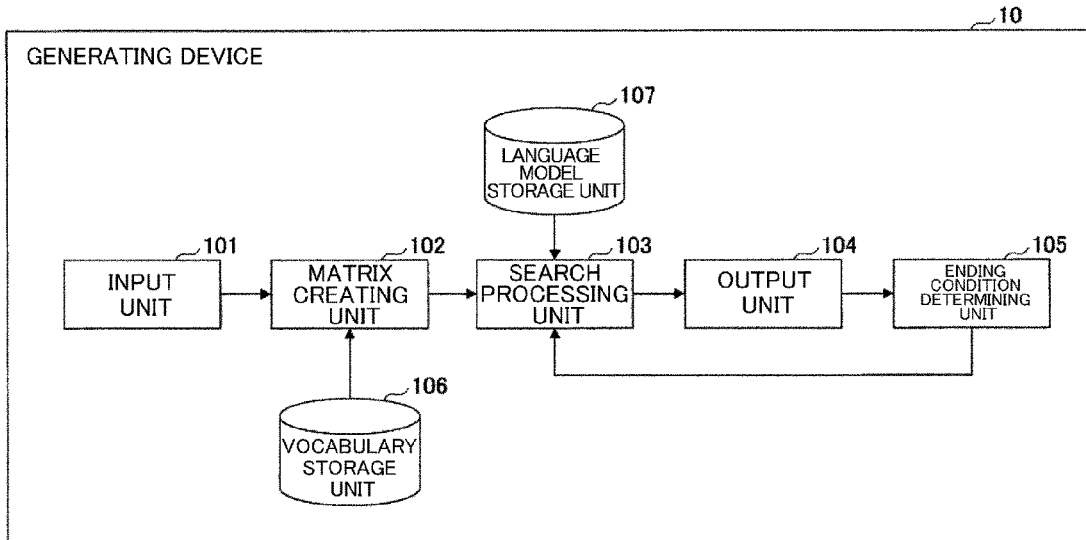 10
GENERATING DEVICE
107
LANGUAGE
MODEL
STORAGE UNIT
101
INPUT
UNIT
102
MATRIX
CREATING
UNIT
103
SEARCH
PROCESSING
UNIT
104
OUTPUT
UNIT
105
ENDING
CONDITION
DETERMINING
UNIT
106
VOCABULARY
STORAGE
UNIT